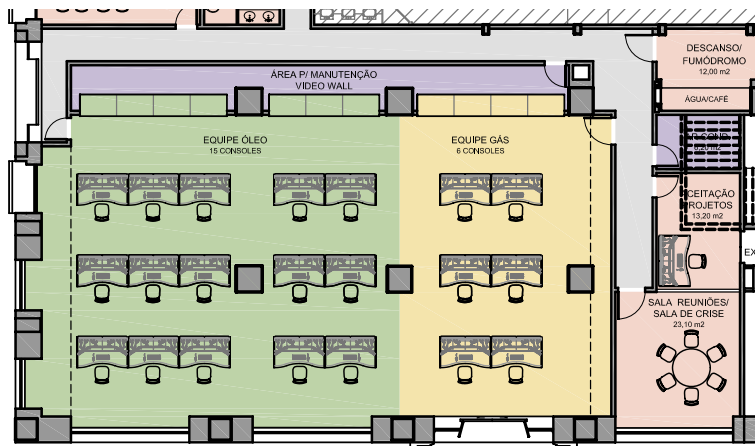 ÁREA P/ MANUTENÇÃO
VIDEO WALL
DESCANSO/
FUMÓDROMO
12,00 m2
ÁGUA/CAFÉ
EQUIPE ÓLEO
15 CONSOLES
EQUIPE GÁS
6 CONSOLES
CEITAÇÃO
PROJETOS
13,20 m2
EX
SALA REUNIÕES/
SALA DE CRISE
23,10 m2